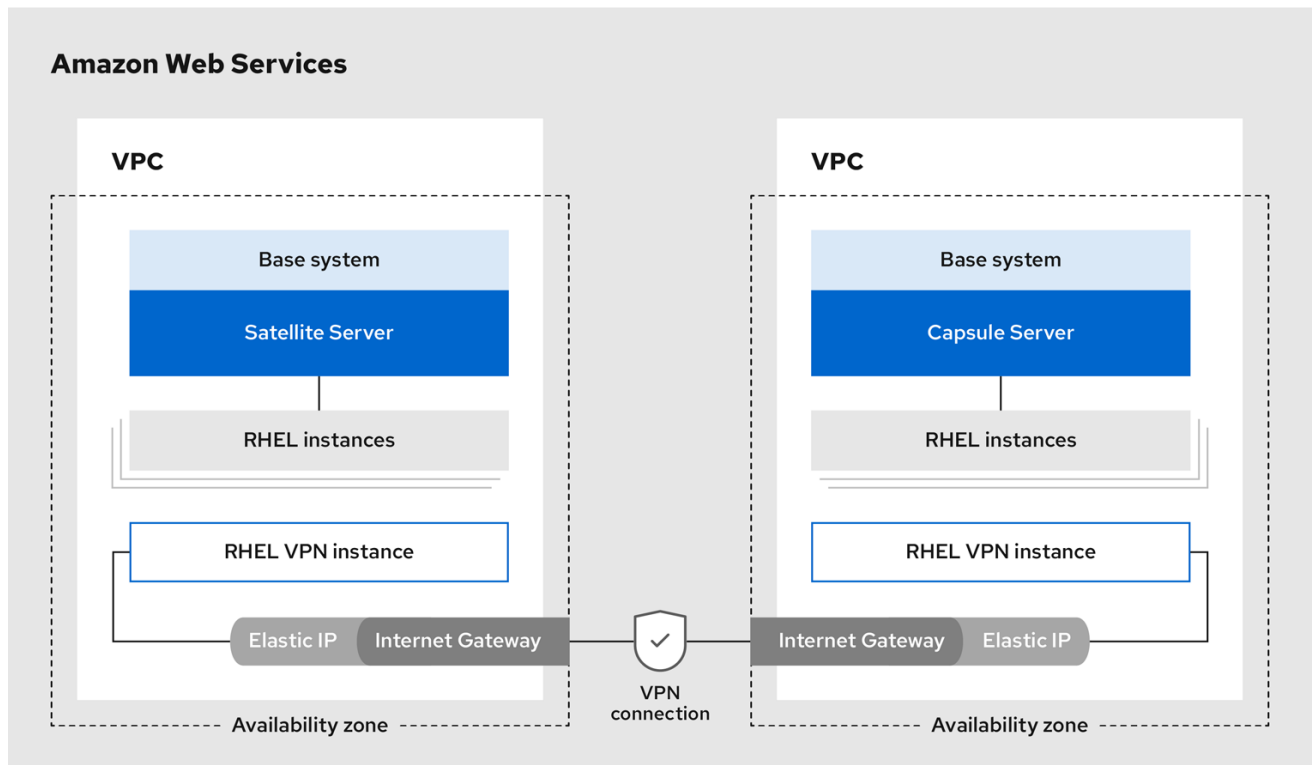 Amazon Web Services
VPC
Base system
Satellite Server
RHEL instances
RHEL VPN instance
Elastic IP
Internet Gateway
Availability zone
VPN
connection
VPC
Base system
Capsule Server
RHEL instances
RHEL VPN instance
Internet Gateway
Elastic IP
Availability zone